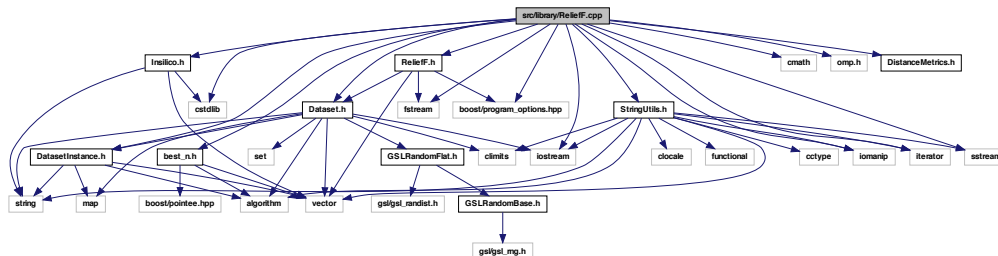 src/library/ReliefF.cpp
Insilico.h
ReliefF.h
cmath
omp.h
DistanceMetrics.h
cstdlib
Dataset.h
fstream
boost/program_options.hpp
StringUtils.h
DatasetInstance.h
best_n.h
set
GSLRandomFlat.h
climits
iostream
clocale
functional
cctype
iomanip
iterator
sstream
string
map
boost/pointee.hpp
algorithm
vector
gsl/gsl_randist.h
GSLRandomBase.h
gsl/gsl_rng.h